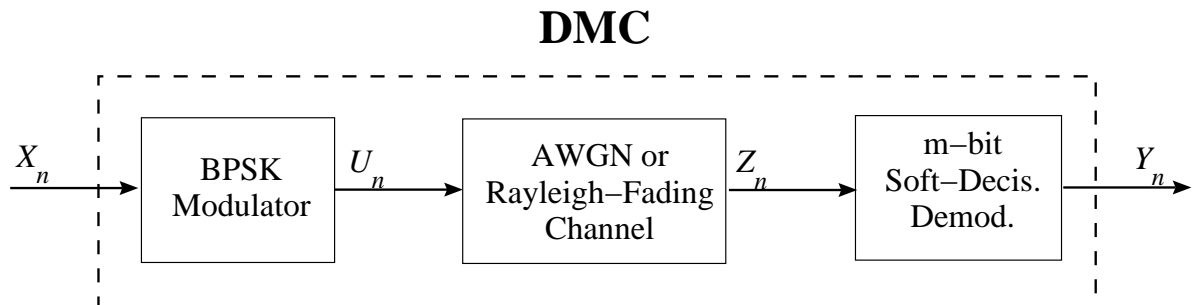 DMC
X_n
BPSK
Modulator
U_n
AWGN or
Rayleigh−Fading
Channel
Z_n
m−bit
Soft−Decis.
Demod.
Y_n